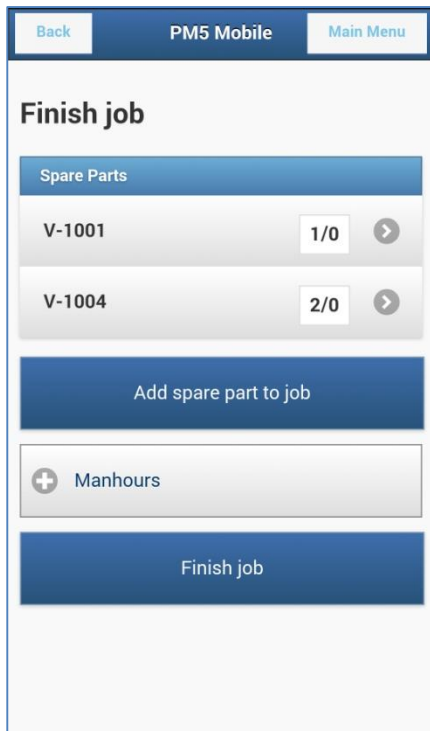 Back PM5 Mobile Main Menu
Finish job
Spare Parts
V-1001 1/0
V-1004 2/0
Add spare part to job
Manhours
Finish job